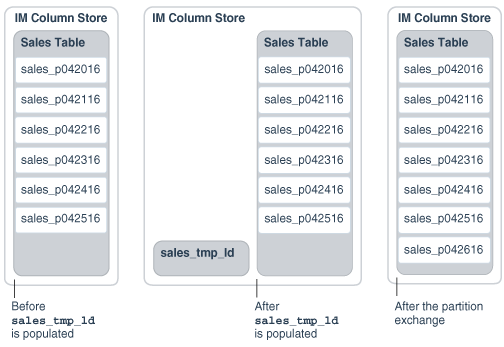 IM Column Store
Sales Table
sales_p042016
sales_p042116
sales_p042216
sales_p042316
sales_p042416
sales_p042516
Before
sales_tmp_ld
is populated
IM Column Store
Sales Table
sales_p042016
sales_p042116
sales_p042216
sales_p042316
sales_p042416
sales_p042516
sales_tmp_ld
After
sales_tmp_ld
is populated
IM Column Store
Sales Table
sales_p042016
sales_p042116
sales_p042216
sales_p042316
sales_p042416
sales_p042516
sales_p042616
After the partition
exchange